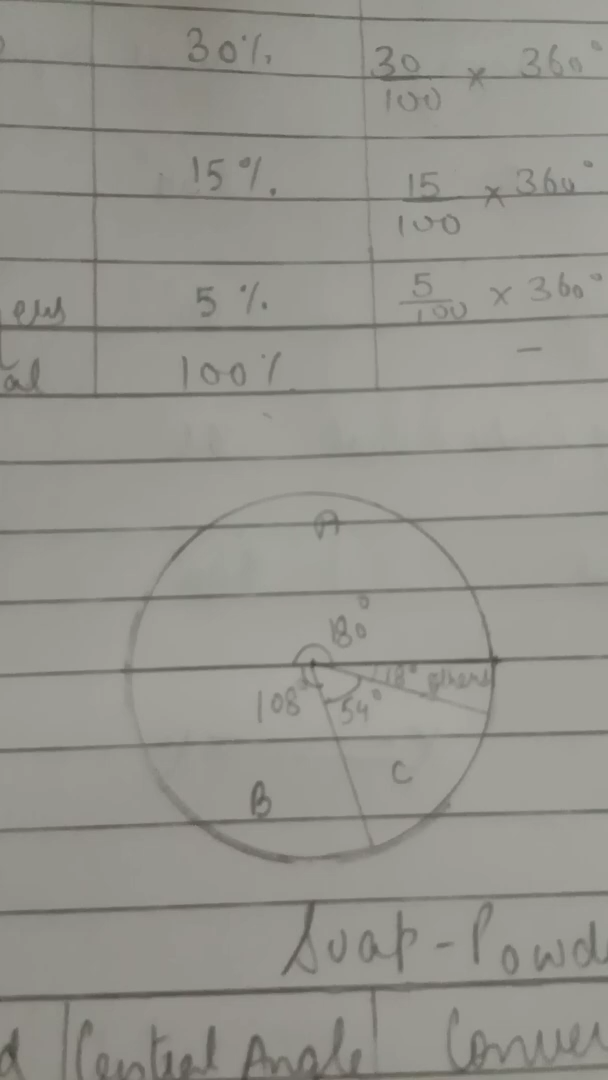 30% 30/100 × 360°
15% 15/100 × 360°
5% 5/100 × 360°
100% –
A
180°
18° others
108° 54°
C
B
Soap-Powd
Central Angle Conver